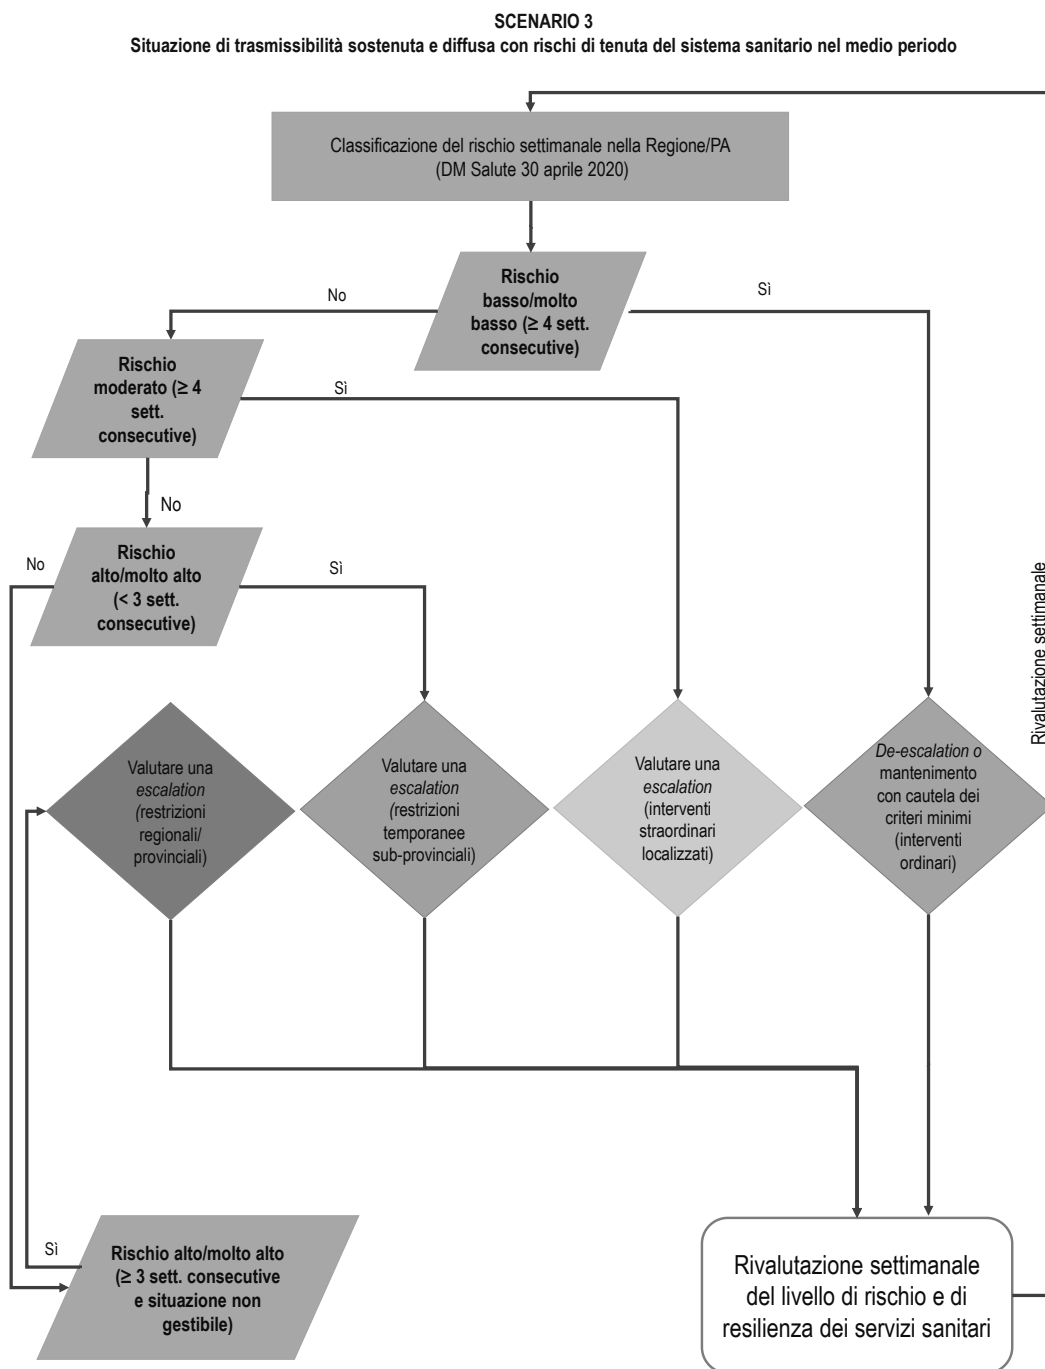 SCENARIO 3
Situazione di trasmissibilità sostenuta e diffusa con rischi di tenuta del sistema sanitario nel medio periodo
Classificazione del rischio settimanale nella Regione/PA
(DM Salute 30 aprile 2020)
Rischio
basso/molto
basso (≥ 4 sett.
consecutive)
No
Sì
Rischio
moderato (≥ 4
sett.
consecutive)
Sì
No
Rischio
alto/molto alto
(< 3 sett.
consecutive)
No
Sì
Rivalutazione settimanale
Valutare una
escalation
(restrizioni
regionali/
provinciali)
Valutare una
escalation
(restrizioni
temporanee
sub-provinciali)
Valutare una
escalation
(interventi
straordinari
localizzati)
De-escalation o
mantenimento
con cautela dei
criteri minimi
(interventi
ordinari)
Sì
Rischio alto/molto alto
(≥ 3 sett. consecutive
e situazione non
gestibile)
Rivalutazione settimanale
del livello di rischio e di
resilienza dei servizi sanitari